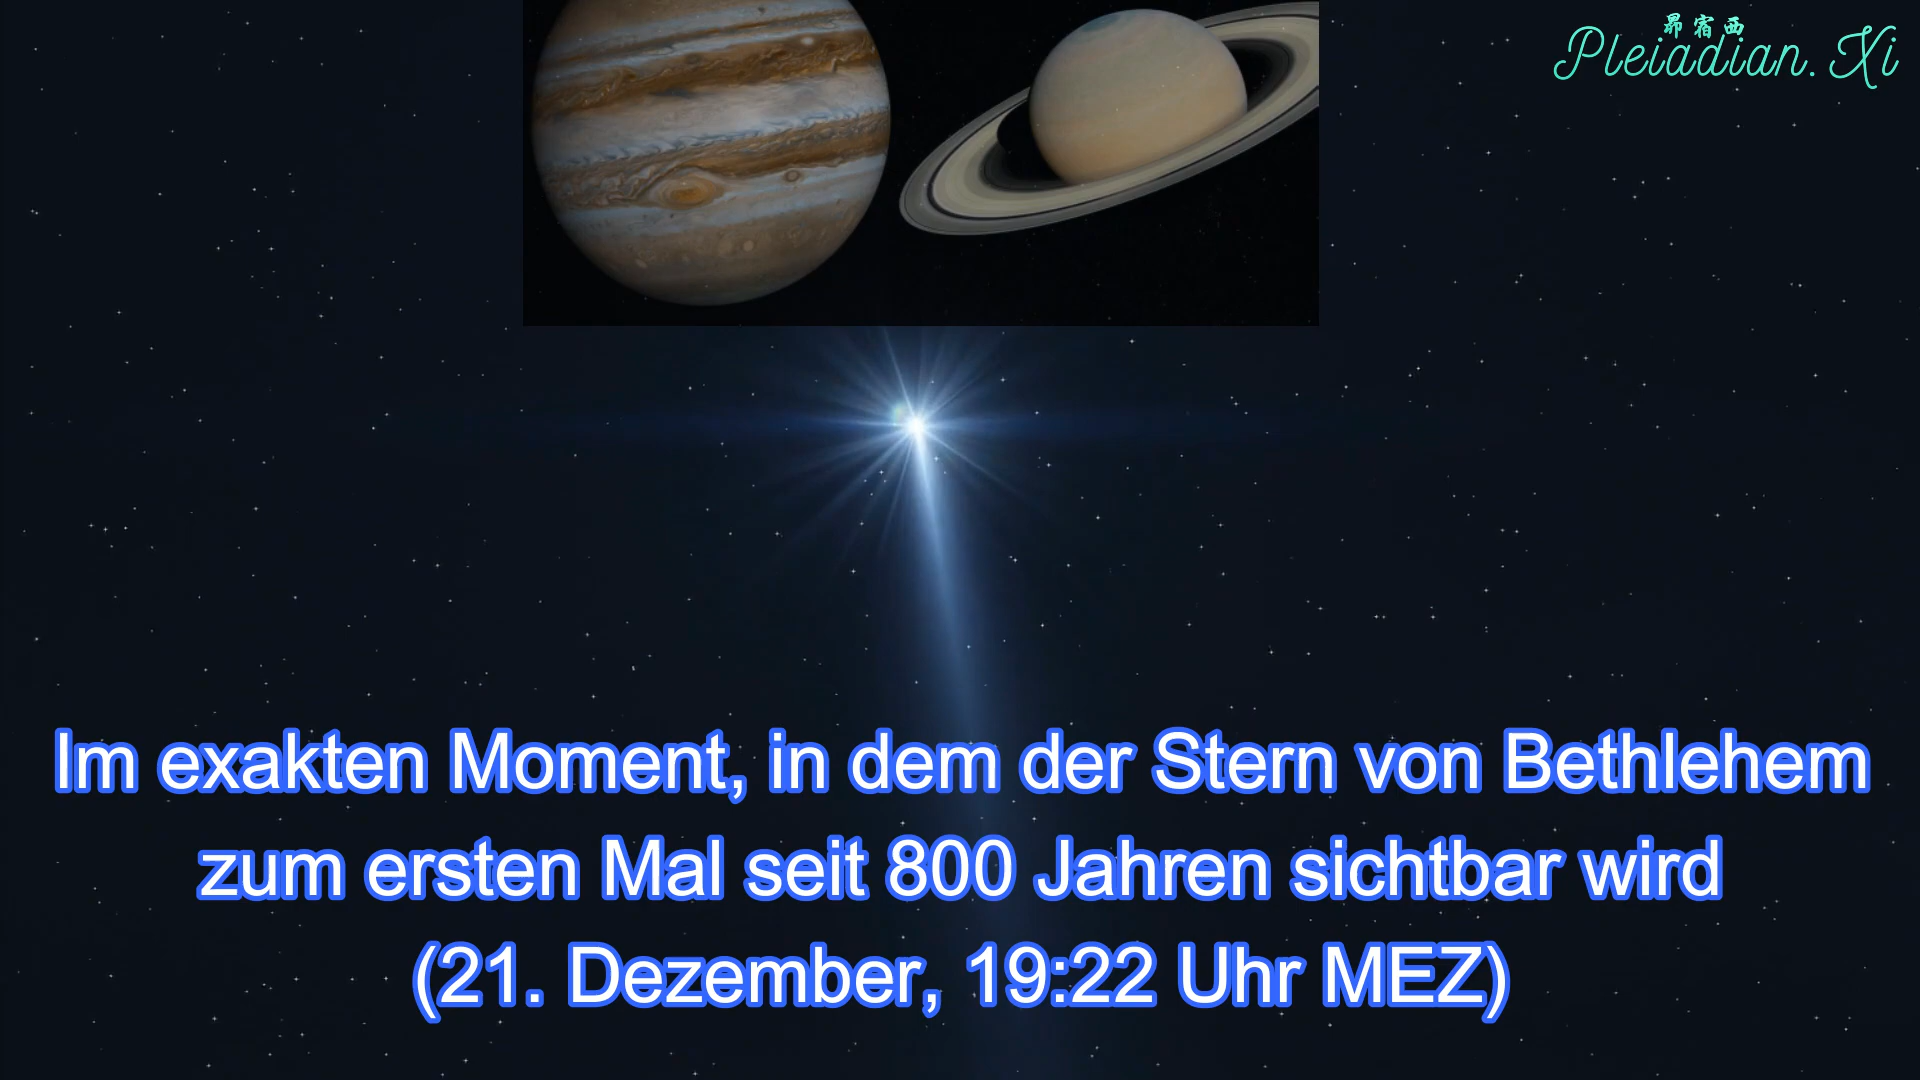 昴宿西
Pleiadian.Xi
Im exakten Moment, in dem der Stern von Bethlehem
zum ersten Mal seit 800 Jahren sichtbar wird
(21. Dezember, 19:22 Uhr MEZ)